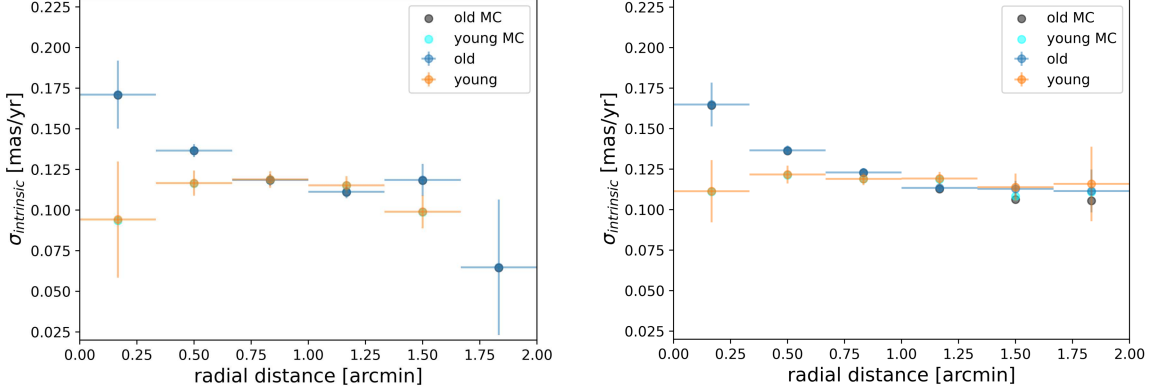 0.225
0.200
0.175
0.150
0.125
0.100
0.075
0.050
0.025
σintrinsic [mas/yr]
old MC
young MC
old
young
0.00 0.25 0.50 0.75 1.00 1.25 1.50 1.75 2.00
radial distance [arcmin]
0.225
0.200
0.175
0.150
0.125
0.100
0.075
0.050
0.025
σintrinsic [mas/yr]
old MC
young MC
old
young
0.00 0.25 0.50 0.75 1.00 1.25 1.50 1.75 2.00
radial distance [arcmin]